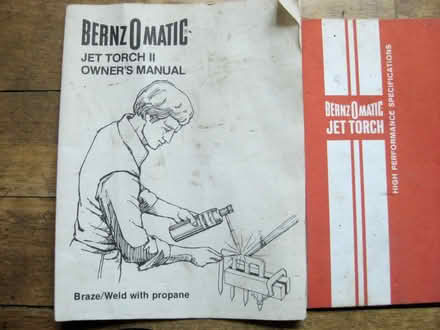 BERNZOMATIC
JET TORCH II
OWNER'S MANUAL
Braze/Weld with propane
BERNZOMATIC
JET TORCH
HIGH PERFORMANCE SPECIFICATIONS